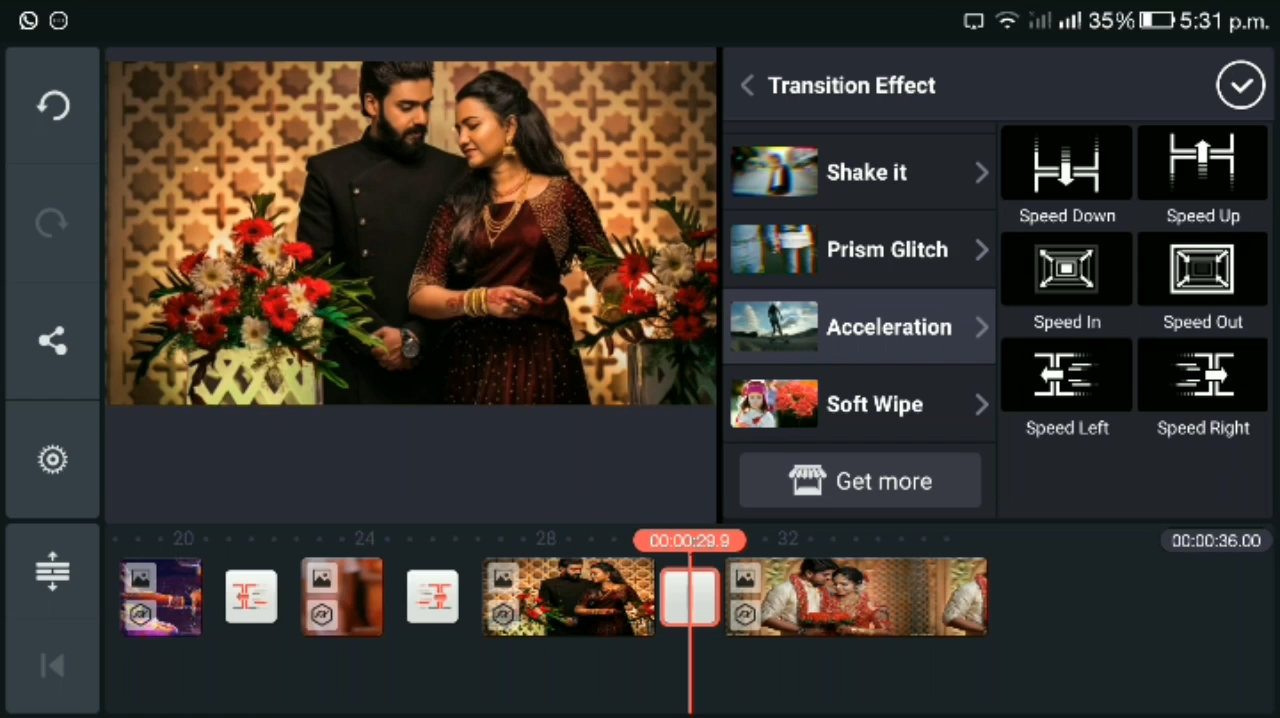 35% 5:31 p.m.
Transition Effect
Shake it
Prism Glitch
Acceleration
Soft Wipe
Get more
Speed Down
Speed Up
Speed In
Speed Out
Speed Left
Speed Right
20
24
28
00:00:29.9
32
00:00:36.00